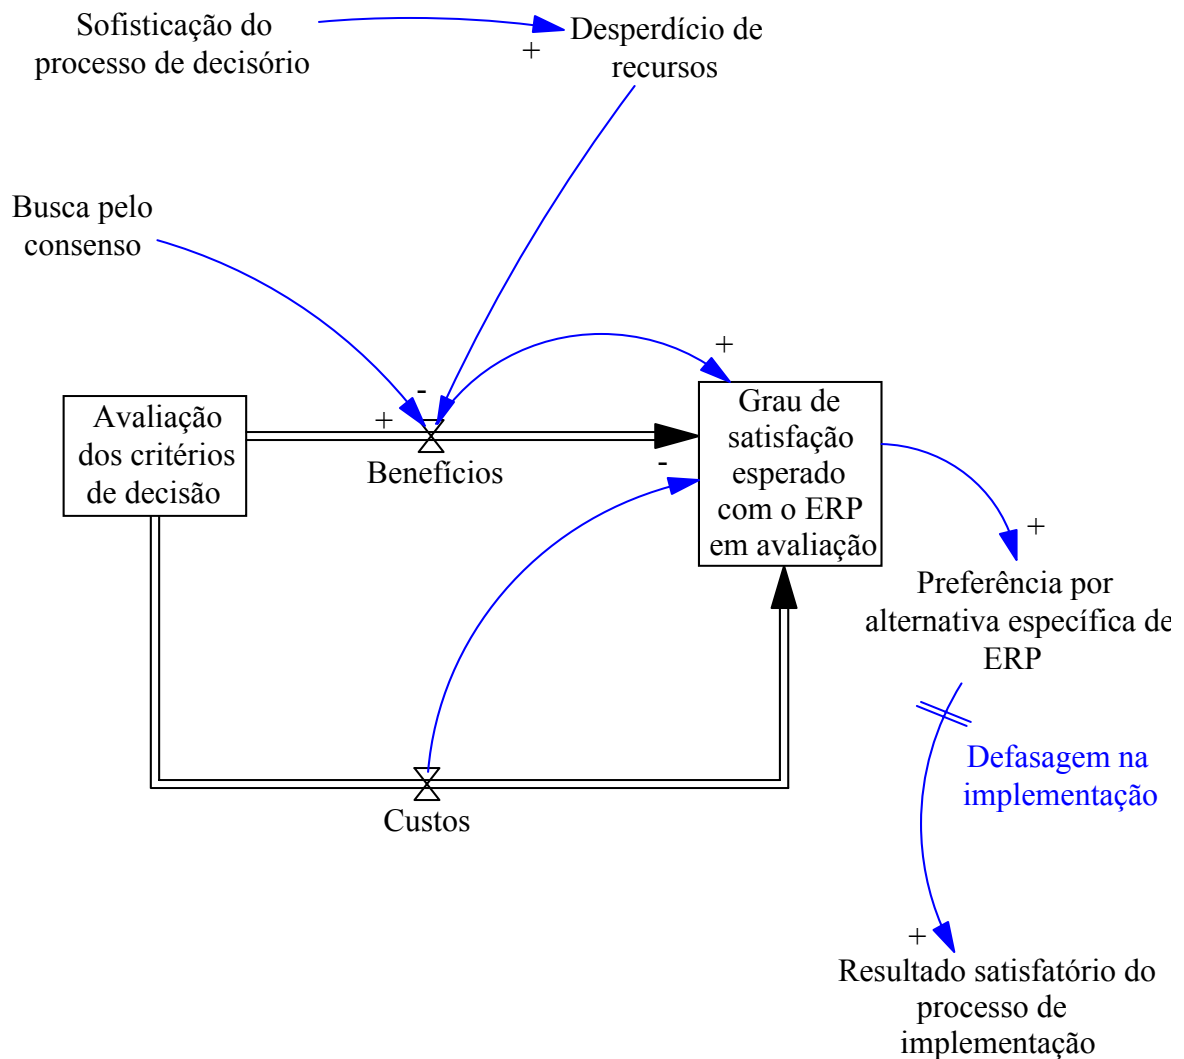 Sofisticação do
processo de decisório
+
Desperdício de
recursos
Busca pelo
consenso
-
+
Benefícios
+
-
Avaliação
dos critérios
de decisão
Grau de
satisfação
esperado
com o ERP
em avaliação
+
Preferência por
alternativa específica de
ERP
Defasagem na
implementação
Custos
+
Resultado satisfatório do
processo de
implementação